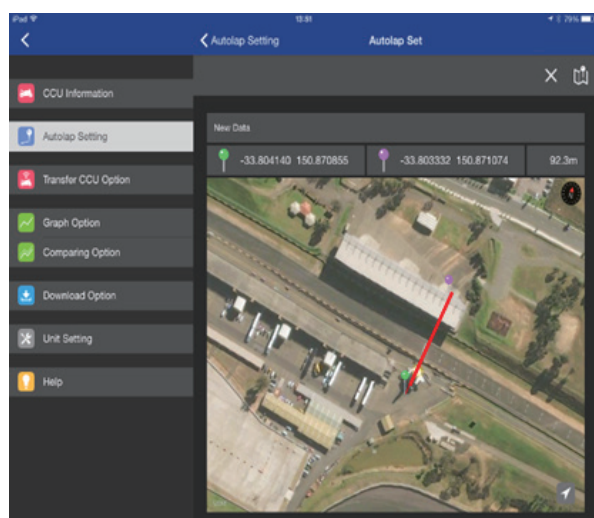 iPad
13:51
79%
Autolap Setting
Autolap Set
CCU Information
Autolap Setting
Transfer CCU Option
Graph Option
Comparing Option
Download Option
Unit Setting
Help
New Data
-33.804140 150.870855
-33.803332 150.871074
92.3m